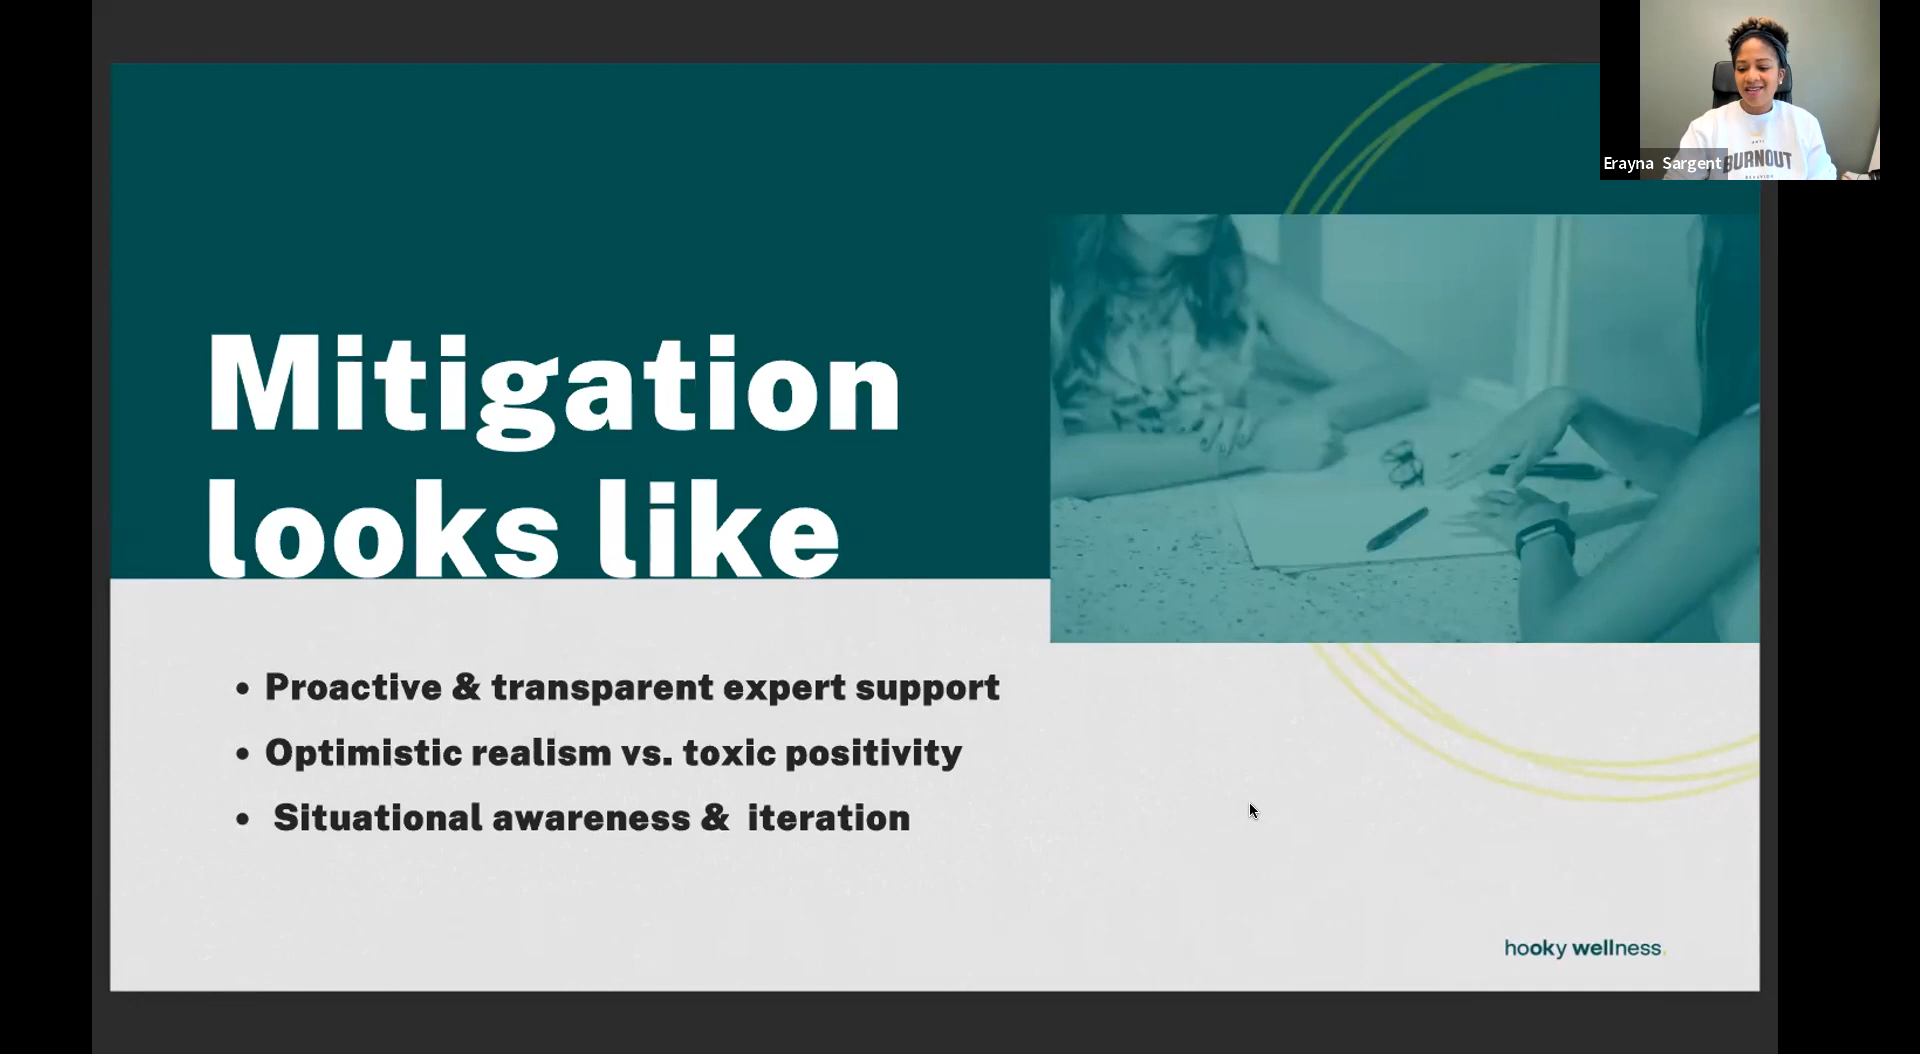 Mitigation
looks like
• Proactive & transparent expert support
• Optimistic realism vs. toxic positivity
• Situational awareness & iteration
hooky wellness.
Erayna Sargent
BURNOUT